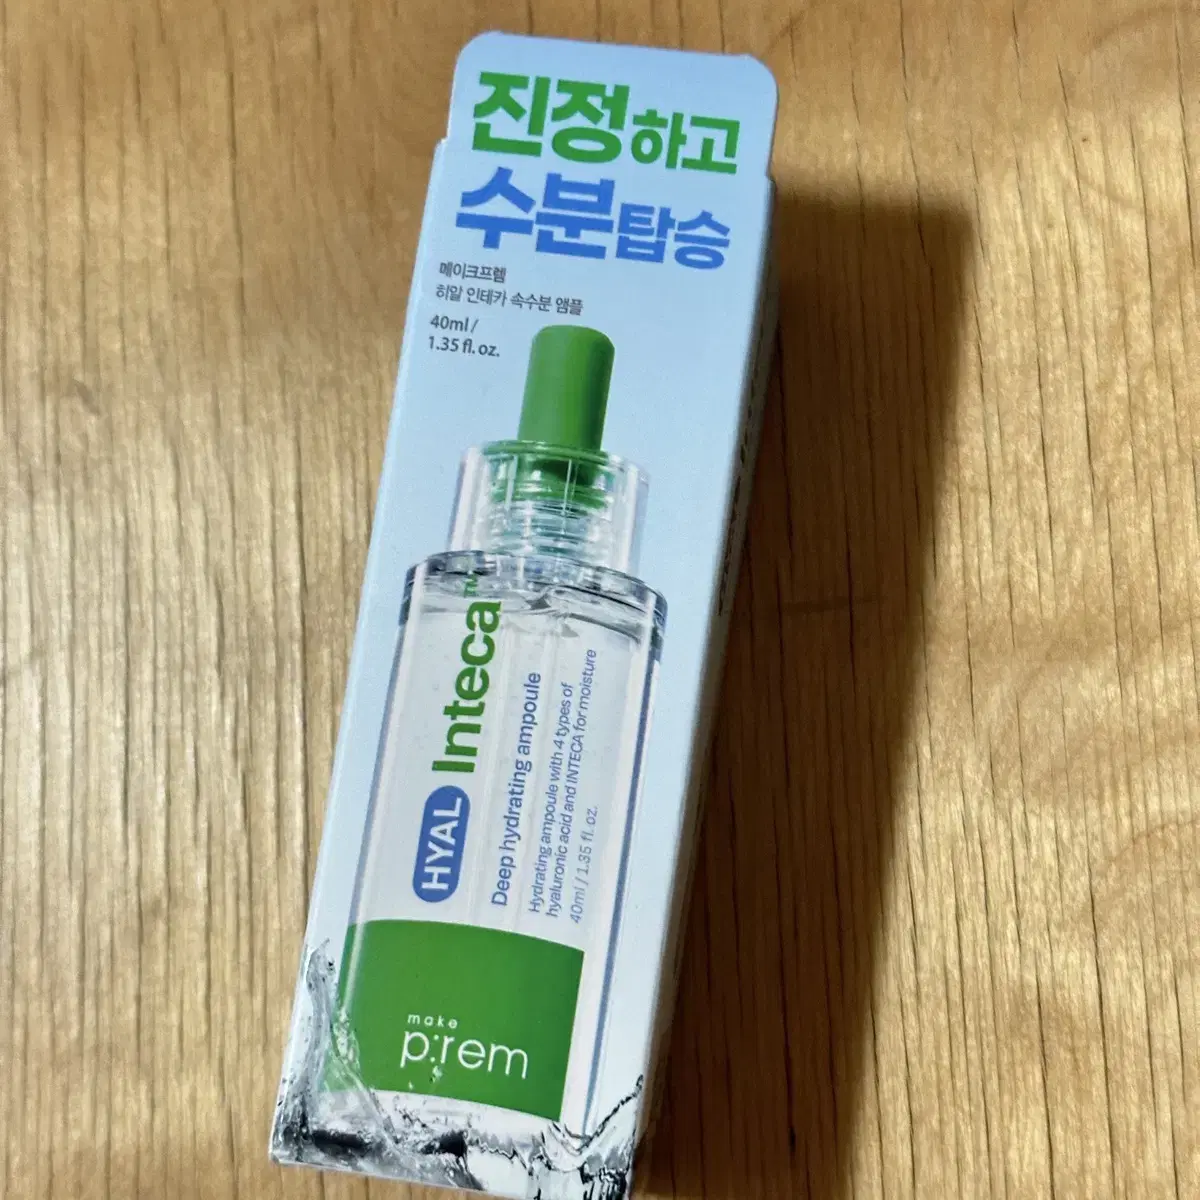 진정하고
수분탑승
메이크프렘
히알 인테카 속수분 앰플
40ml /
1.35 fl. oz.
HYAL Inteca™
Deep hydrating ampoule
Hydrating ampoule with 4 types of
hyaluronic acid and INTECA for moisture
40ml / 1.35 fl. oz.
make
p:rem